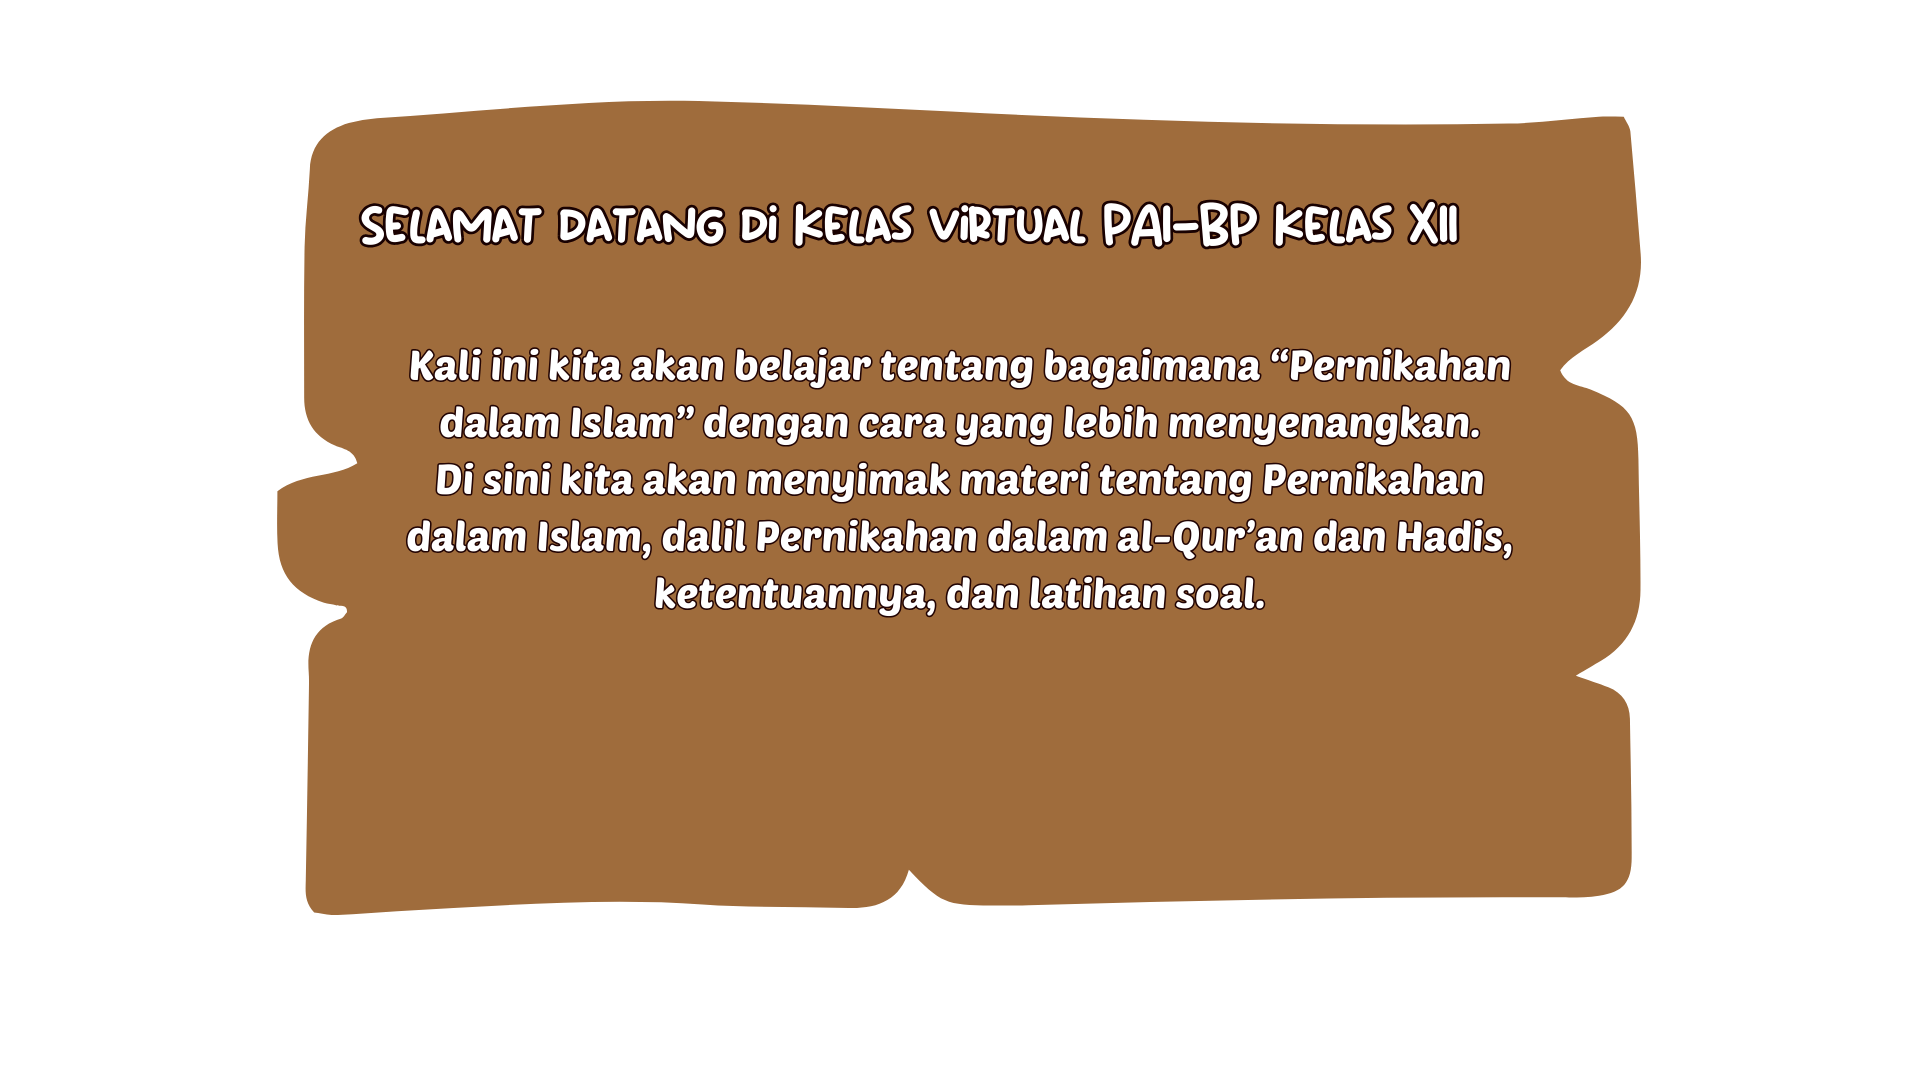 SELAMAT DATANG Di KELAS ViRTUAL PAI-BP KELAS XII
Kali ini kita akan belajar tentang bagaimana “Pernikahan
dalam Islam” dengan cara yang lebih menyenangkan.
Di sini kita akan menyimak materi tentang Pernikahan
dalam Islam, dalil Pernikahan dalam al-Qur’an dan Hadis,
ketentuannya, dan latihan soal.